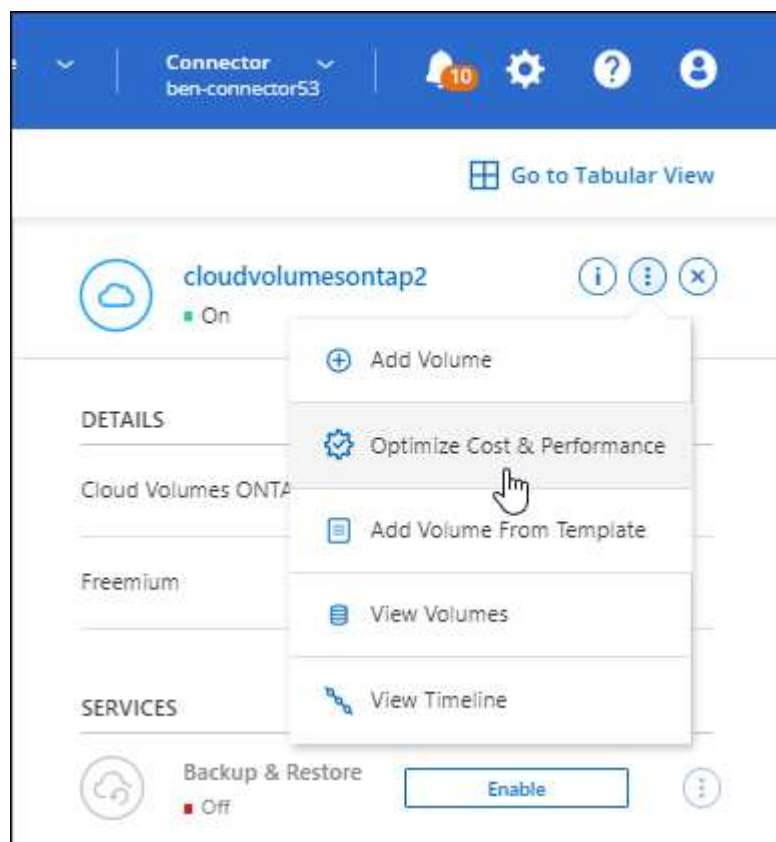 Connector
ben-connector53
10
Go to Tabular View
cloudvolumesontap2
On
Add Volume
DETAILS
Optimize Cost & Performance
Cloud Volumes ONTA
Add Volume From Template
Freemium
View Volumes
SERVICES
View Timeline
Backup & Restore
Off
Enable